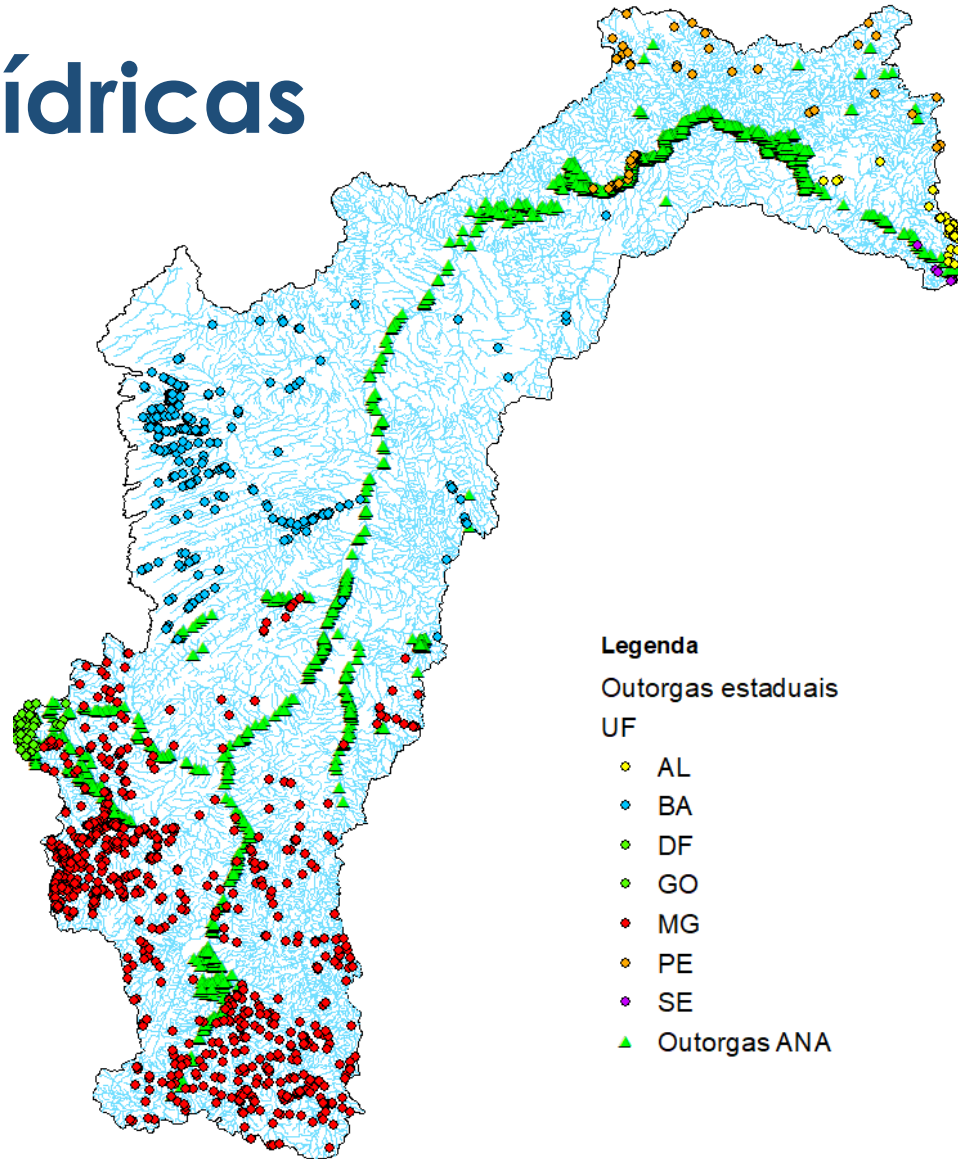 ídricas
Legenda
Outorgas estaduais
UF
AL
BA
DF
GO
MG
PE
SE
Outorgas ANA